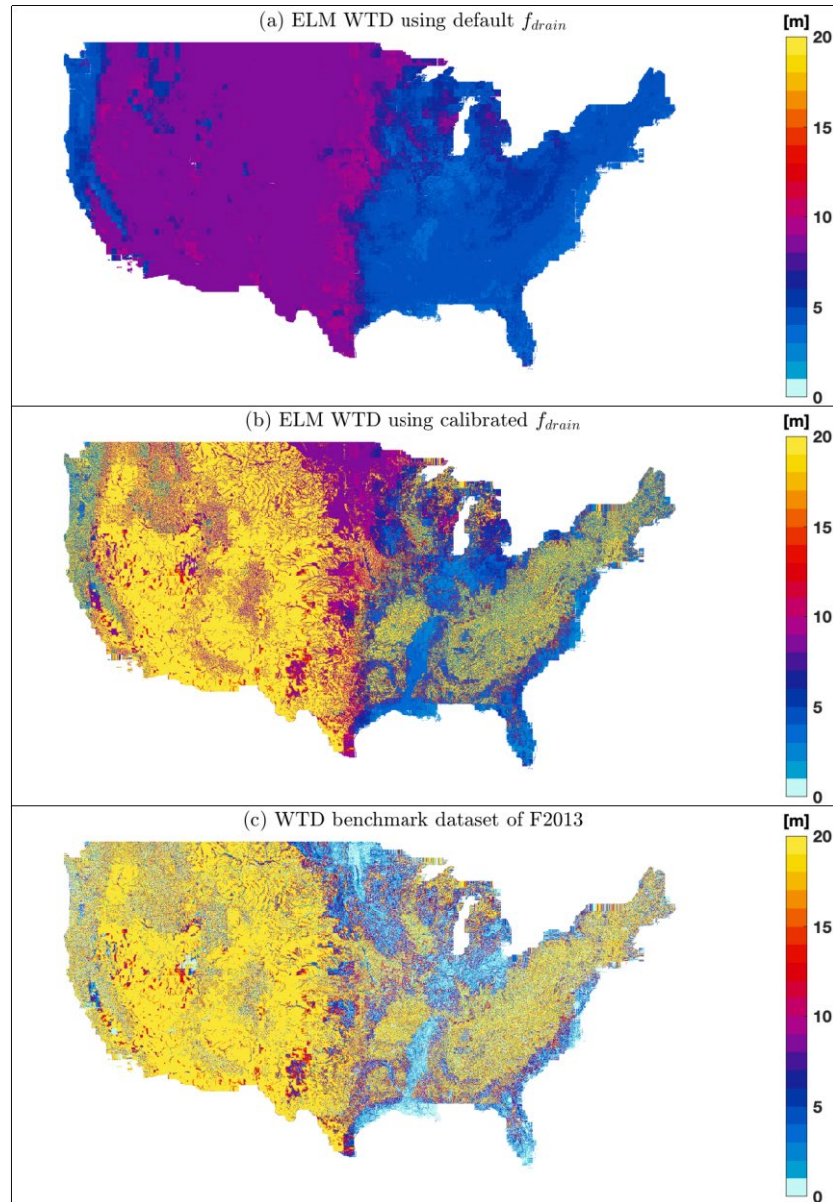 (a) ELM WTD using default f_drain
[m]
20
15
10
5
0
(b) ELM WTD using calibrated f_drain
[m]
20
15
10
5
0
(c) WTD benchmark dataset of F2013
[m]
20
15
10
5
0